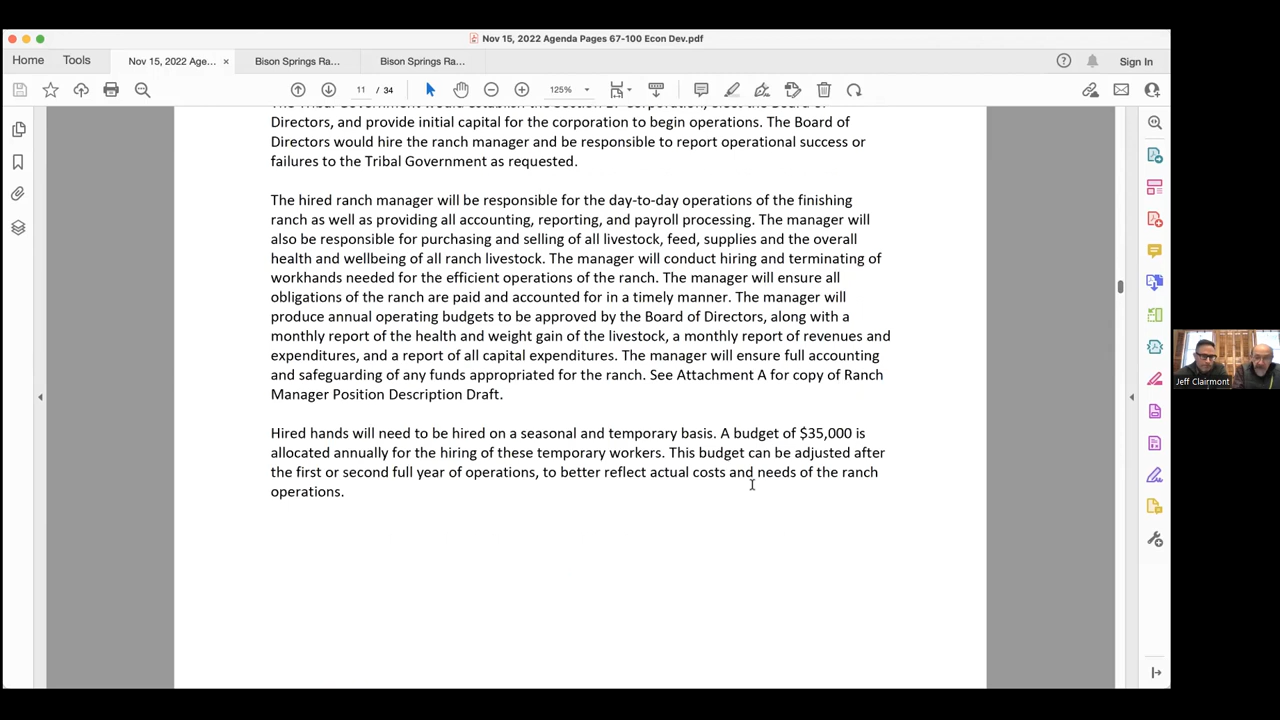 Nov 15, 2022 Agenda Pages 67-100 Econ Dev.pdf
Home
Tools
Nov 15, 2022 Age...
Bison Springs Ra...
Bison Springs Ra...
Sign In
11 / 34
125%
Directors, and provide initial capital for the corporation to begin operations. The Board of
Directors would hire the ranch manager and be responsible to report operational success or
failures to the Tribal Government as requested.
The hired ranch manager will be responsible for the day-to-day operations of the finishing
ranch as well as providing all accounting, reporting, and payroll processing. The manager will
also be responsible for purchasing and selling of all livestock, feed, supplies and the overall
health and wellbeing of all ranch livestock. The manager will conduct hiring and terminating of
workhands needed for the efficient operations of the ranch. The manager will ensure all
obligations of the ranch are paid and accounted for in a timely manner. The manager will
produce annual operating budgets to be approved by the Board of Directors, along with a
monthly report of the health and weight gain of the livestock, a monthly report of revenues and
expenditures, and a report of all capital expenditures. The manager will ensure full accounting
and safeguarding of any funds appropriated for the ranch. See Attachment A for copy of Ranch
Manager Position Description Draft.
Hired hands will need to be hired on a seasonal and temporary basis. A budget of $35,000 is
allocated annually for the hiring of these temporary workers. This budget can be adjusted after
the first or second full year of operations, to better reflect actual costs and needs of the ranch
operations.
Jeff Clairmont